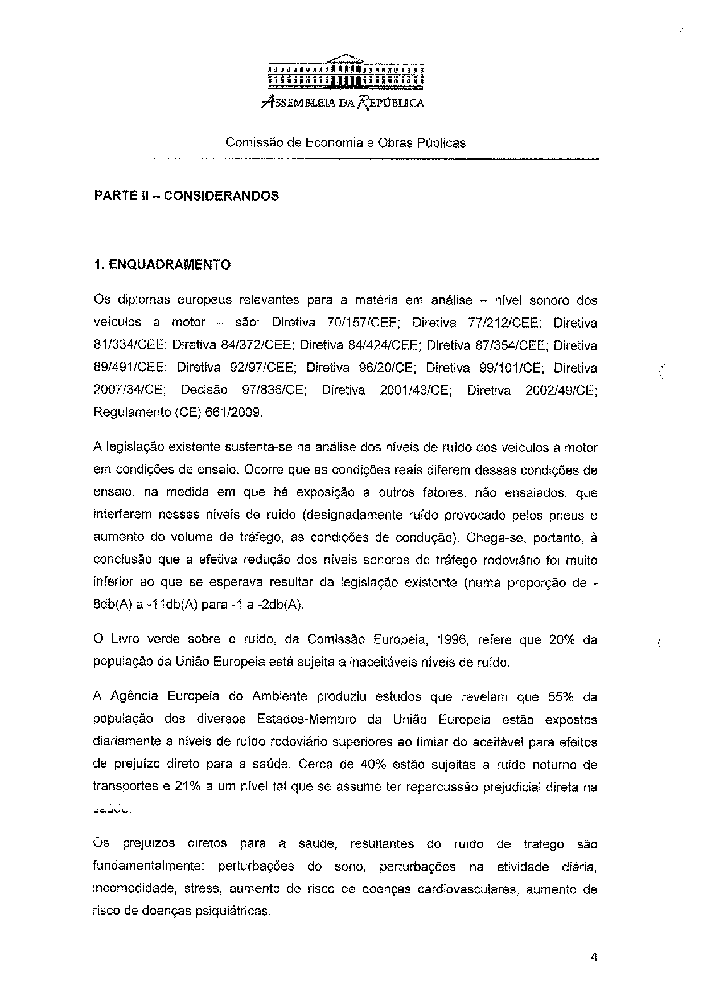 ASSEMBLEIA DA REPÚBLICA
Comissão de Economia e Obras Públicas
PARTE II – CONSIDERANDOS
1. ENQUADRAMENTO
Os diplomas europeus relevantes para a matéria em análise – nível sonoro dos
veículos a motor – são: Diretiva 70/157/CEE; Diretiva 77/212/CEE; Diretiva
81/334/CEE; Diretiva 84/372/CEE; Diretiva 84/424/CEE; Diretiva 87/354/CEE; Diretiva
89/491/CEE; Diretiva 92/97/CEE; Diretiva 96/20/CE; Diretiva 99/101/CE; Diretiva
2007/34/CE; Decisão 97/836/CE; Diretiva 2001/43/CE; Diretiva 2002/49/CE;
Regulamento (CE) 661/2009.
A legislação existente sustenta-se na análise dos níveis de ruído dos veículos a motor
em condições de ensaio. Ocorre que as condições reais diferem dessas condições de
ensaio, na medida em que há exposição a outros fatores, não ensaiados, que
interferem nesses níveis de ruído (designadamente ruído provocado pelos pneus e
aumento do volume de tráfego, as condições de condução). Chega-se, portanto, à
conclusão que a efetiva redução dos níveis sonoros do tráfego rodoviário foi muito
inferior ao que se esperava resultar da legislação existente (numa proporção de -
8db(A) a -11db(A) para -1 a -2db(A).
O Livro verde sobre o ruído, da Comissão Europeia, 1996, refere que 20% da
população da União Europeia está sujeita a inaceitáveis níveis de ruído.
A Agência Europeia do Ambiente produziu estudos que revelam que 55% da
população dos diversos Estados-Membro da União Europeia estão expostos
diariamente a níveis de ruído rodoviário superiores ao limiar do aceitável para efeitos
de prejuízo direto para a saúde. Cerca de 40% estão sujeitas a ruído noturno de
transportes e 21% a um nível tal que se assume ter repercussão prejudicial direta na
Os prejuízos diretos para a saúde, resultantes do ruído de tráfego são
fundamentalmente: perturbações do sono, perturbações na atividade diária,
incomodidade, stress, aumento de risco de doenças cardiovasculares, aumento de
risco de doenças psiquiátricas.
4